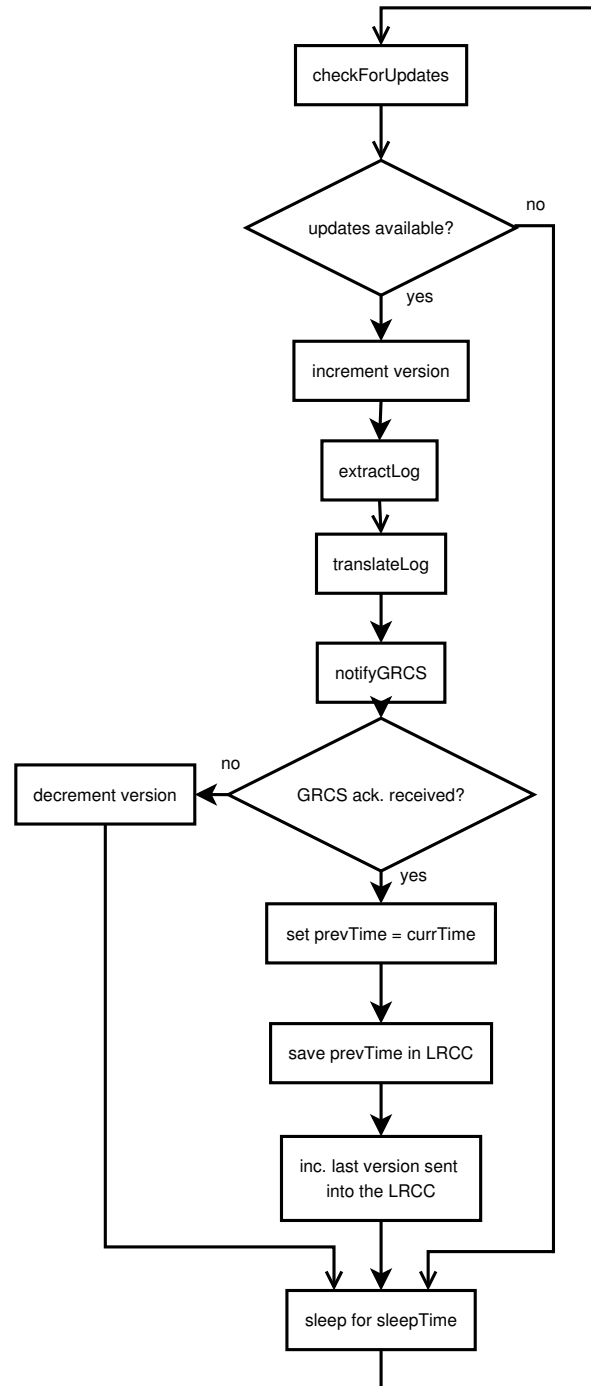 checkForUpdates
updates available?
no
yes
increment version
extractLog
translateLog
notifyGRCS
no
decrement version
GRCS ack. received?
yes
set prevTime = currTime
save prevTime in LRCC
inc. last version sent
into the LRCC
sleep for sleepTime